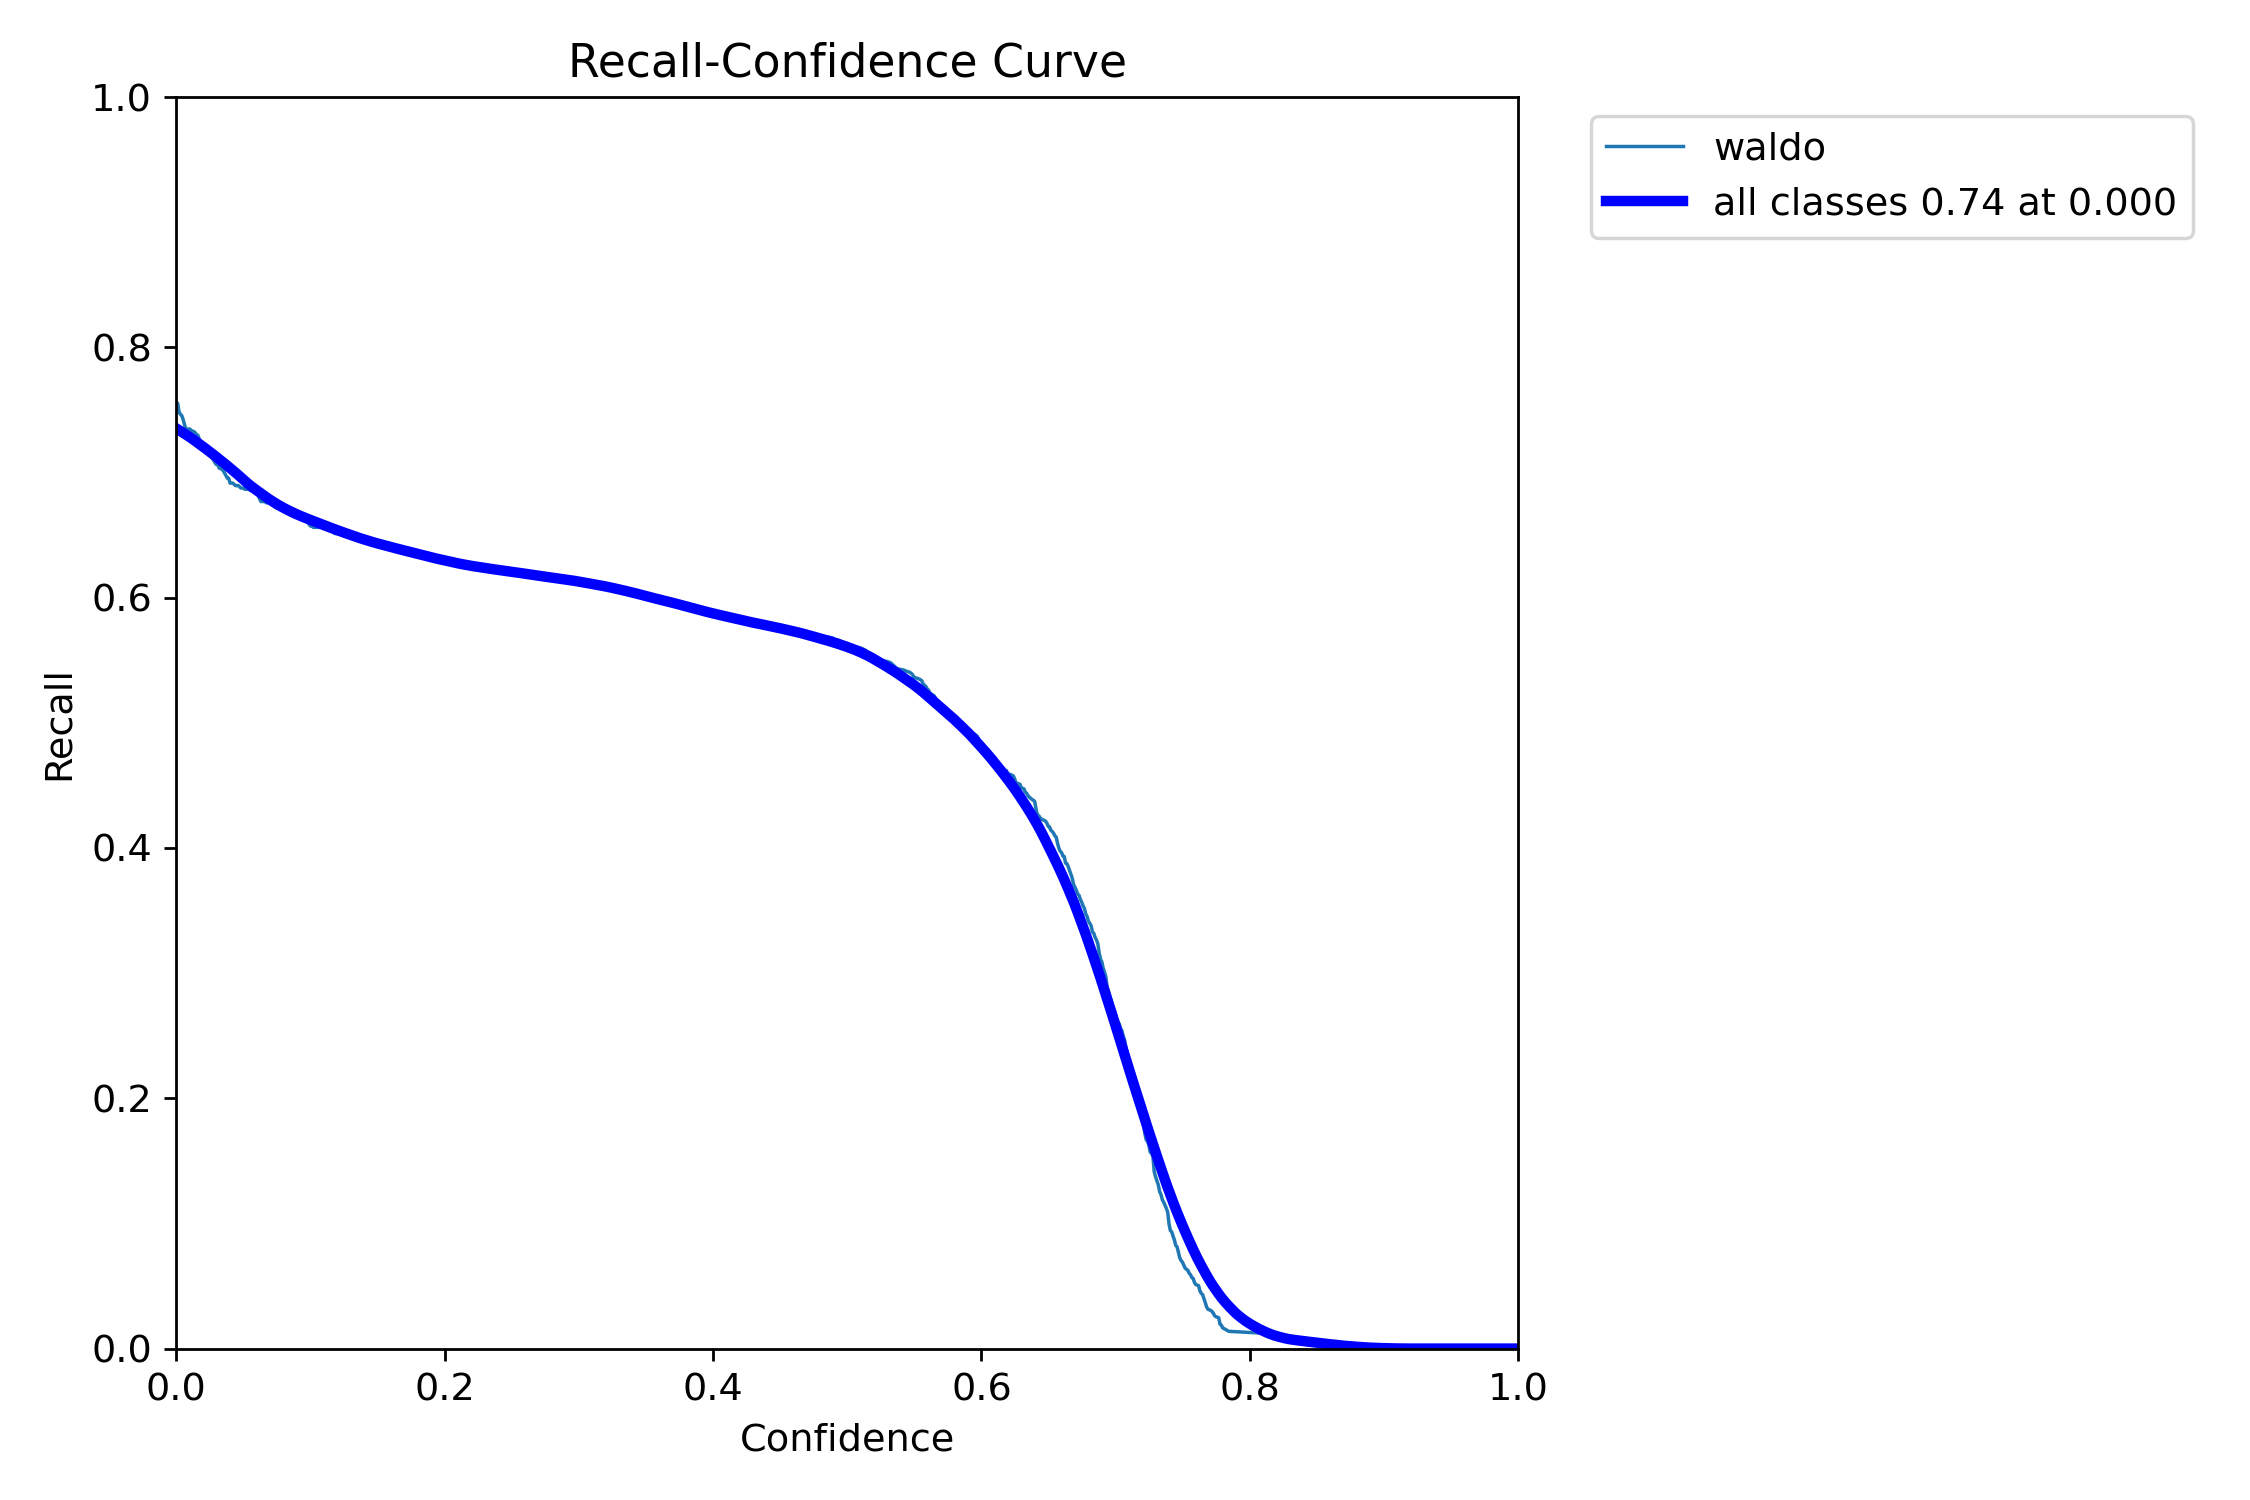 Recall-Confidence Curve
1.0
0.8
0.6
0.4
0.2
0.0
Recall
0.0 0.2 0.4 0.6 0.8 1.0
Confidence
waldo
all classes 0.74 at 0.000